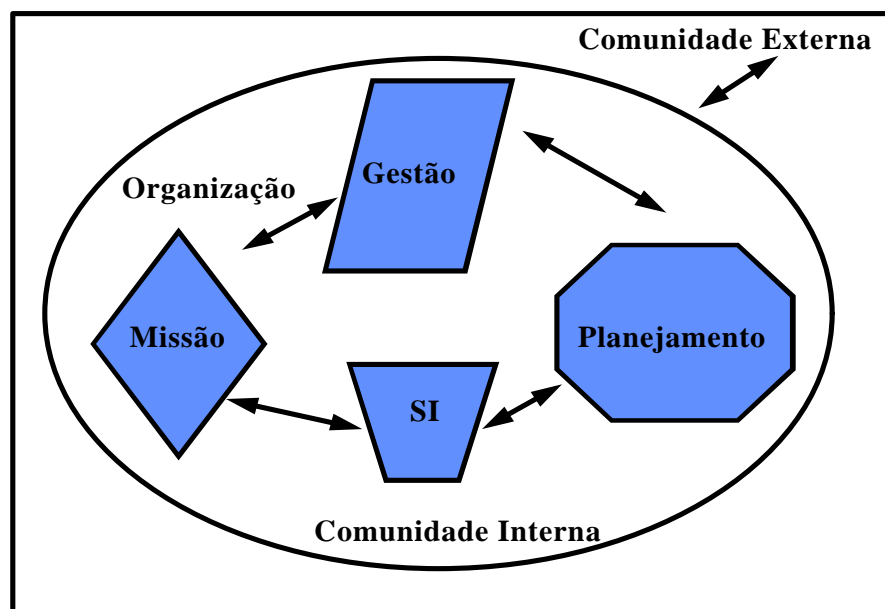 Comunidade Externa
Gestão
Organização
Missão
Planejamento
SI
Comunidade Interna